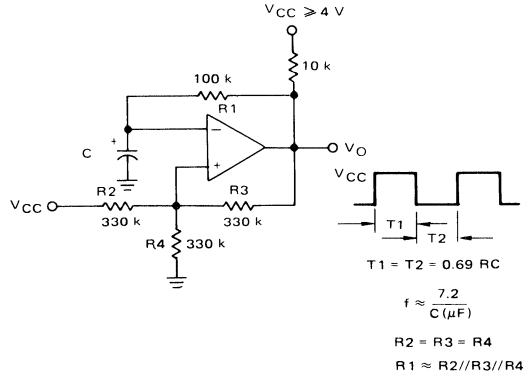 VCC ⩾ 4 V
10 k
100 k
R1
+
C
−
+
VO
VCC
R2
330 k
R3
330 k
R4
330 k
VCC
T1
T2
T1 = T2 = 0.69 RC
f ≈ 7.2
C (μF)
R2 = R3 = R4
R1 ≈ R2//R3//R4